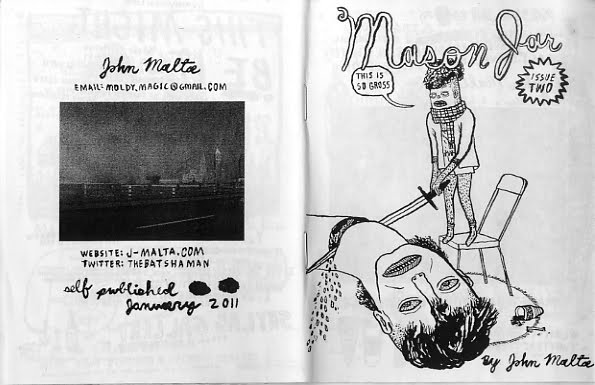 John Malta
EMAIL: MOLDY.MAGIC@GMAIL.COM
WEBSITE: J-MALTA.COM
TWITTER: THEBATSHAMAN
self published
January 2011
Mason Jar
ISSUE
TWO
THIS IS
SO GROSS
By John Malta